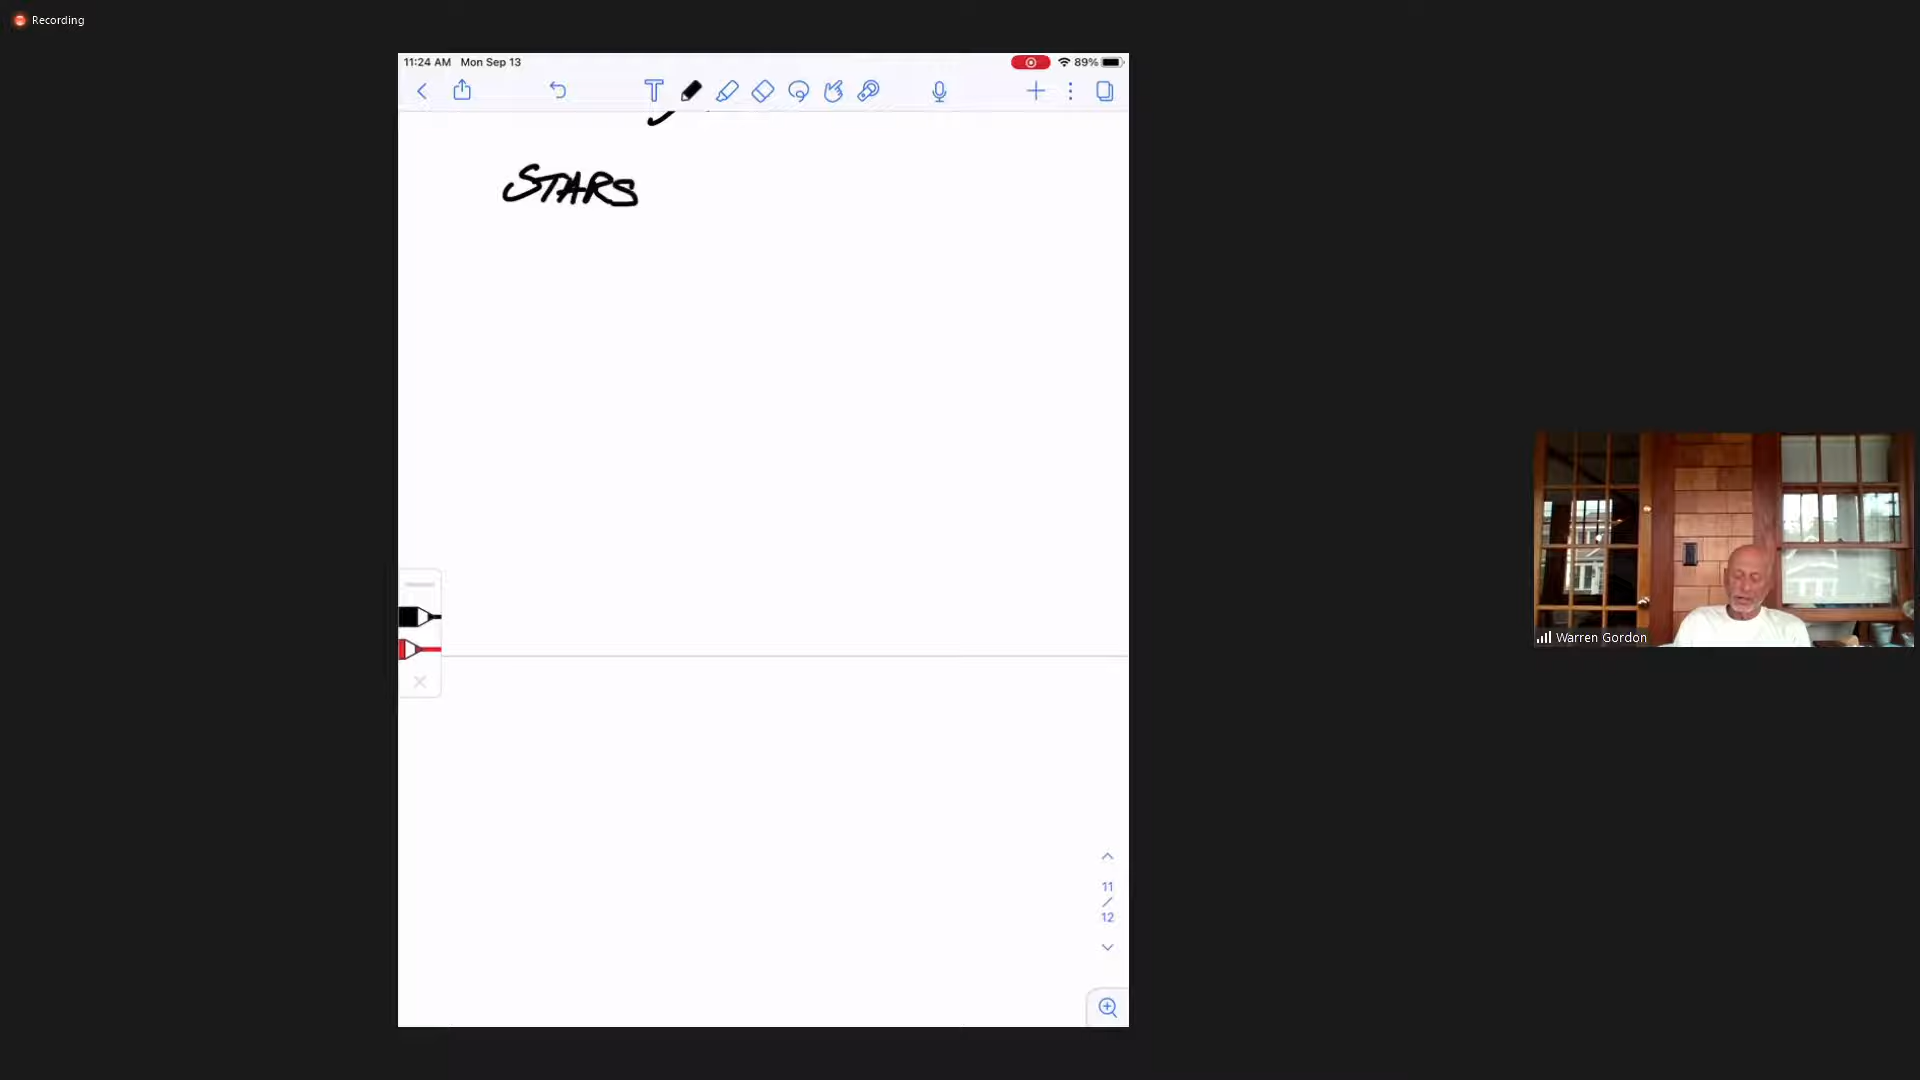 Recording
11:24 AM Mon Sep 13
89%
T
STARS
11
/
12
Warren Gordon